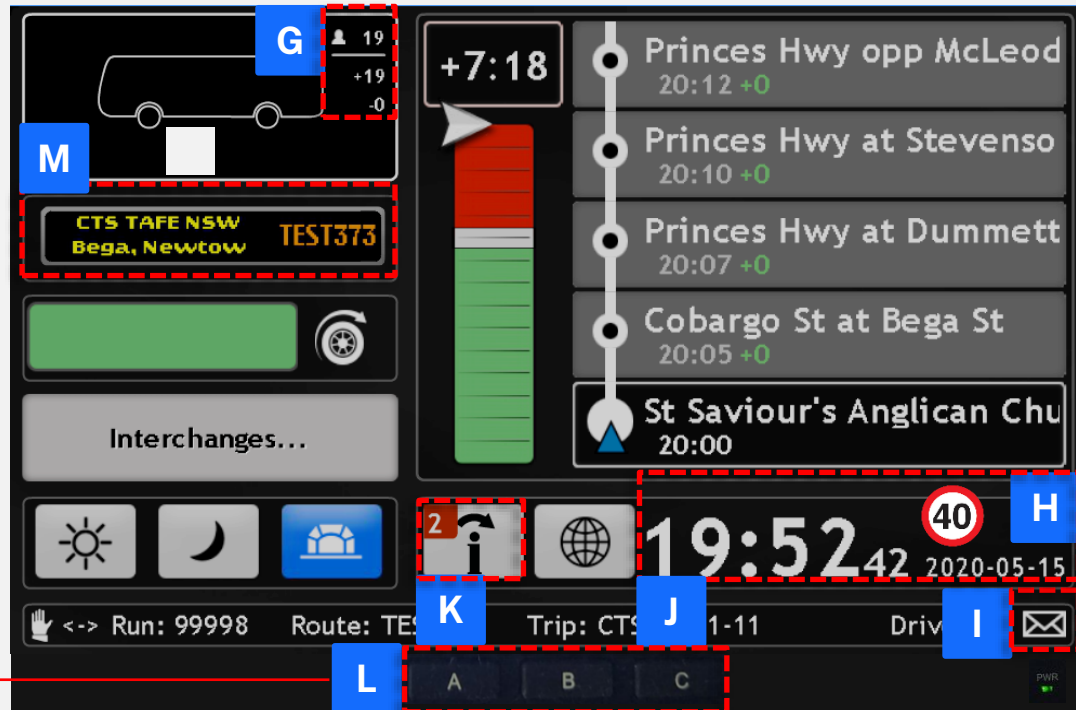 G
19
+19
-0
M
CTS TAFE NSW
Bega, Newtow
TEST373
Interchanges...
+7:18
Princes Hwy opp McLeod
20:12 +0
Princes Hwy at Stevenso
20:10 +0
Princes Hwy at Dummett
20:07 +0
Cobargo St at Bega St
20:05 +0
St Saviour's Anglican Chu
20:00
2
i
19:52 42
40
H
2020-05-15
K
J
I
<-> Run: 99998 Route: TES Trip: CTS 1-11 Driv
L
A B C
PWR